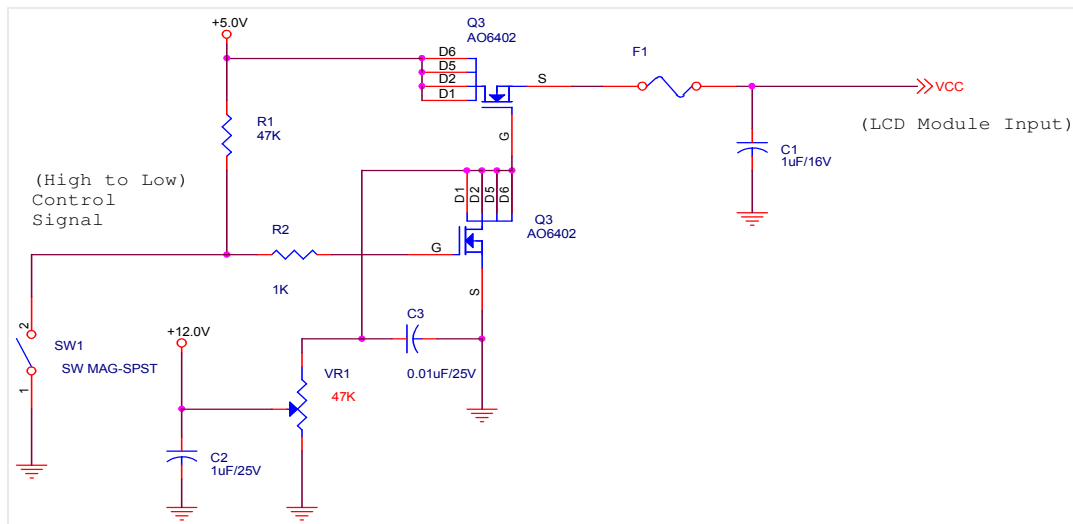 +5.0V
Q3
AO6402
D6
D5
D2
D1
S
G
F1
VCC
(LCD Module Input)
R1
47K
C1
1uF/16V
(High to Low)
Control
Signal
D1
D2
D5
D6
Q3
AO6402
R2
1K
G
S
2
SW1
SW MAG-SPST
1
+12.0V
C3
0.01uF/25V
VR1
47K
C2
1uF/25V